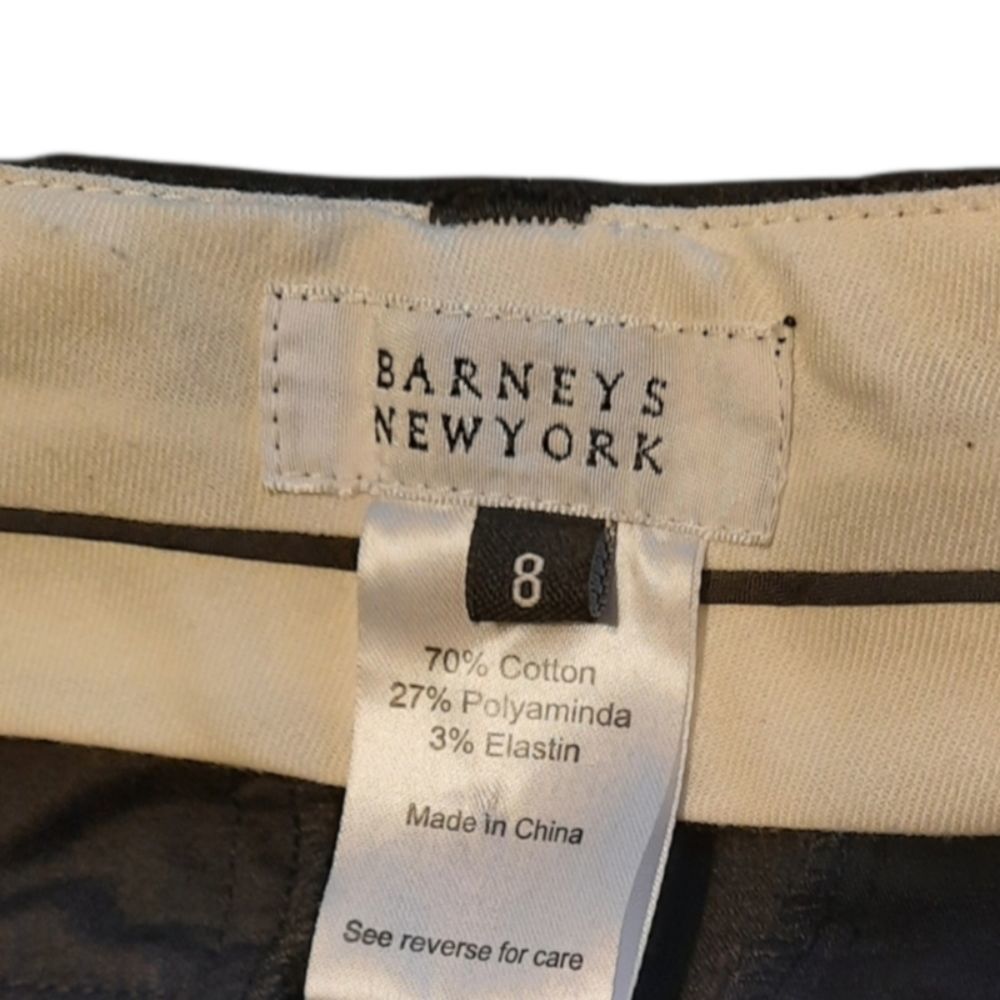 BARNEYS
NEWYORK
8
70% Cotton
27% Polyaminda
3% Elastin
Made in China
See reverse for care